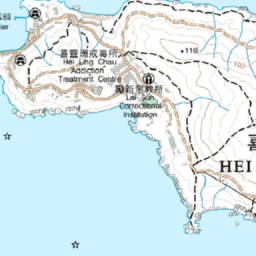 ier
喜靈洲戒毒所
Hei Ling Chau
Addiction
Treatment Centre
116
勵新懲教所
Lai Sun
Correctional
Institution
喜
HEI